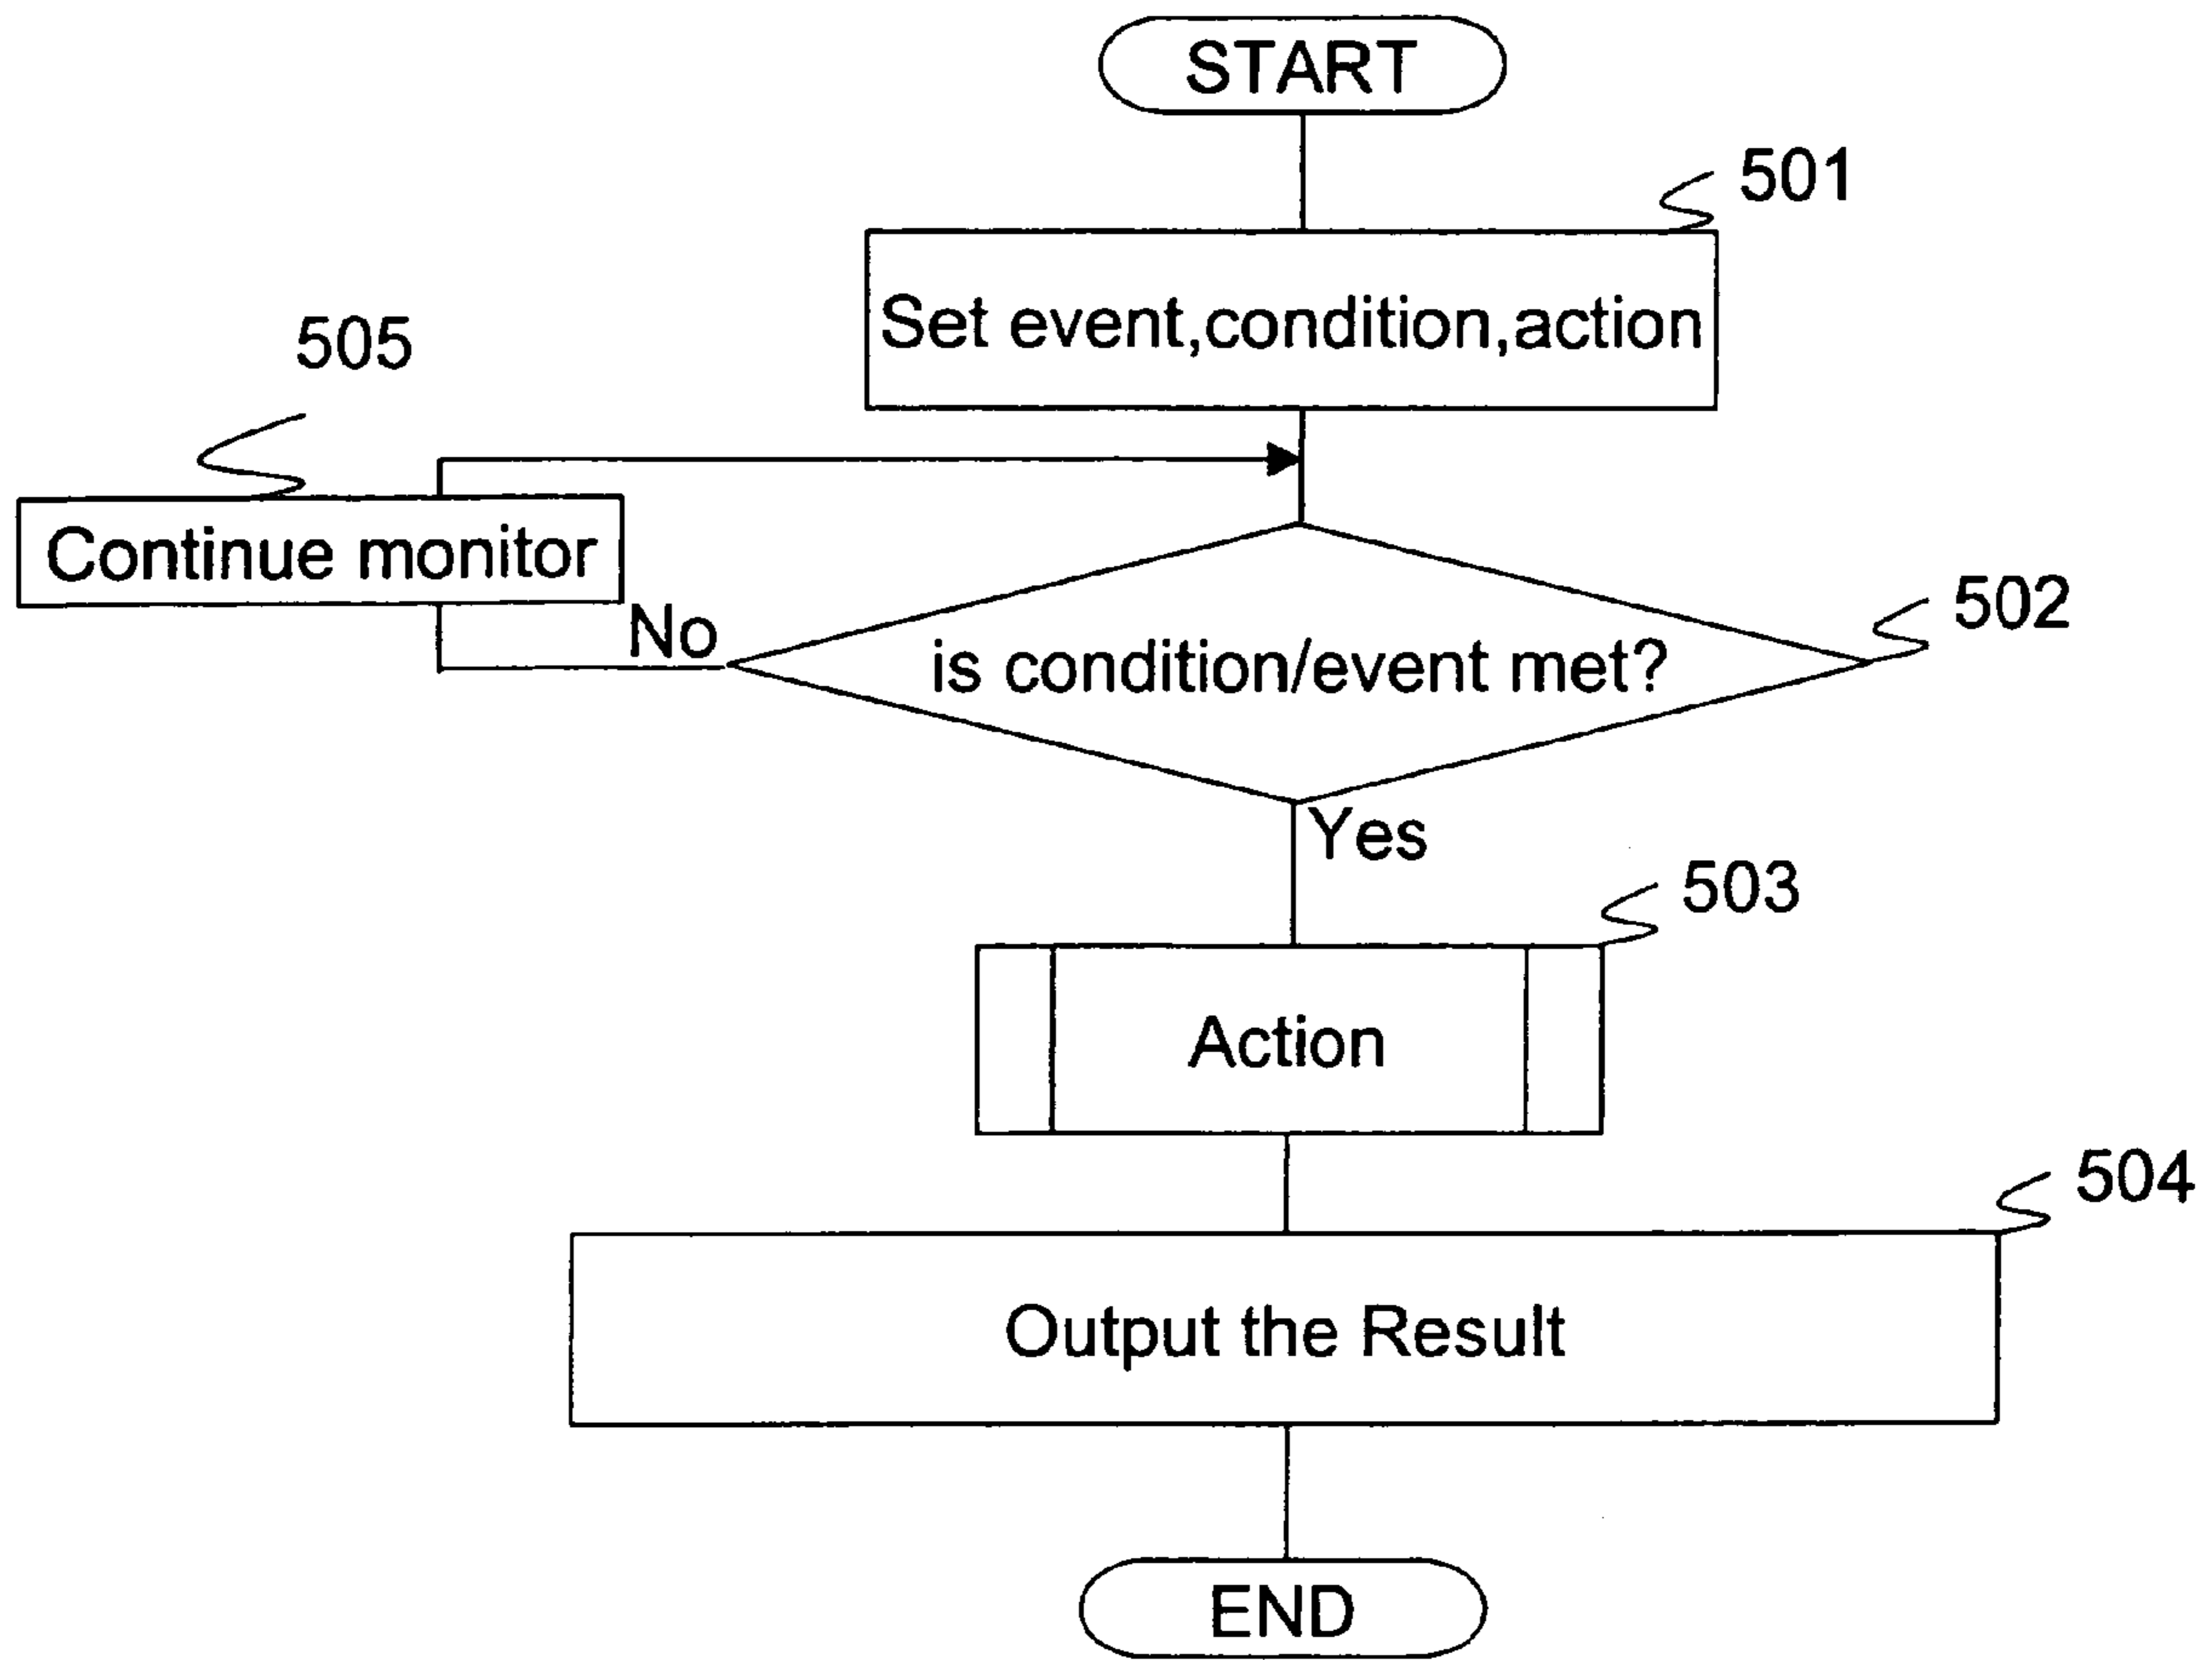 START
501
Set event,condition,action
505
Continue monitor
No
is condition/event met?
502
Yes
503
Action
504
Output the Result
END